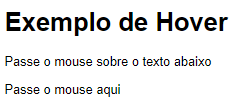 Exemplo de Hover
Passe o mouse sobre o texto abaixo
Passe o mouse aqui